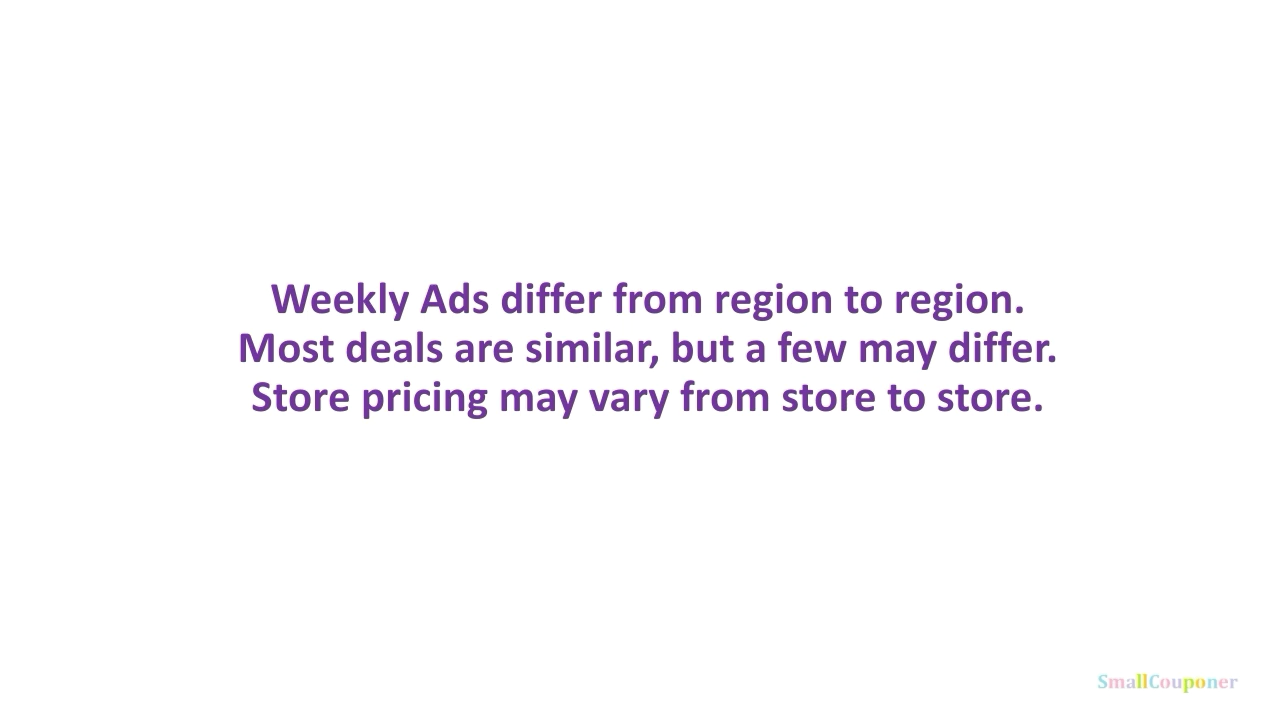 Weekly Ads differ from region to region.
Most deals are similar, but a few may differ.
Store pricing may vary from store to store.
SmallCouponer